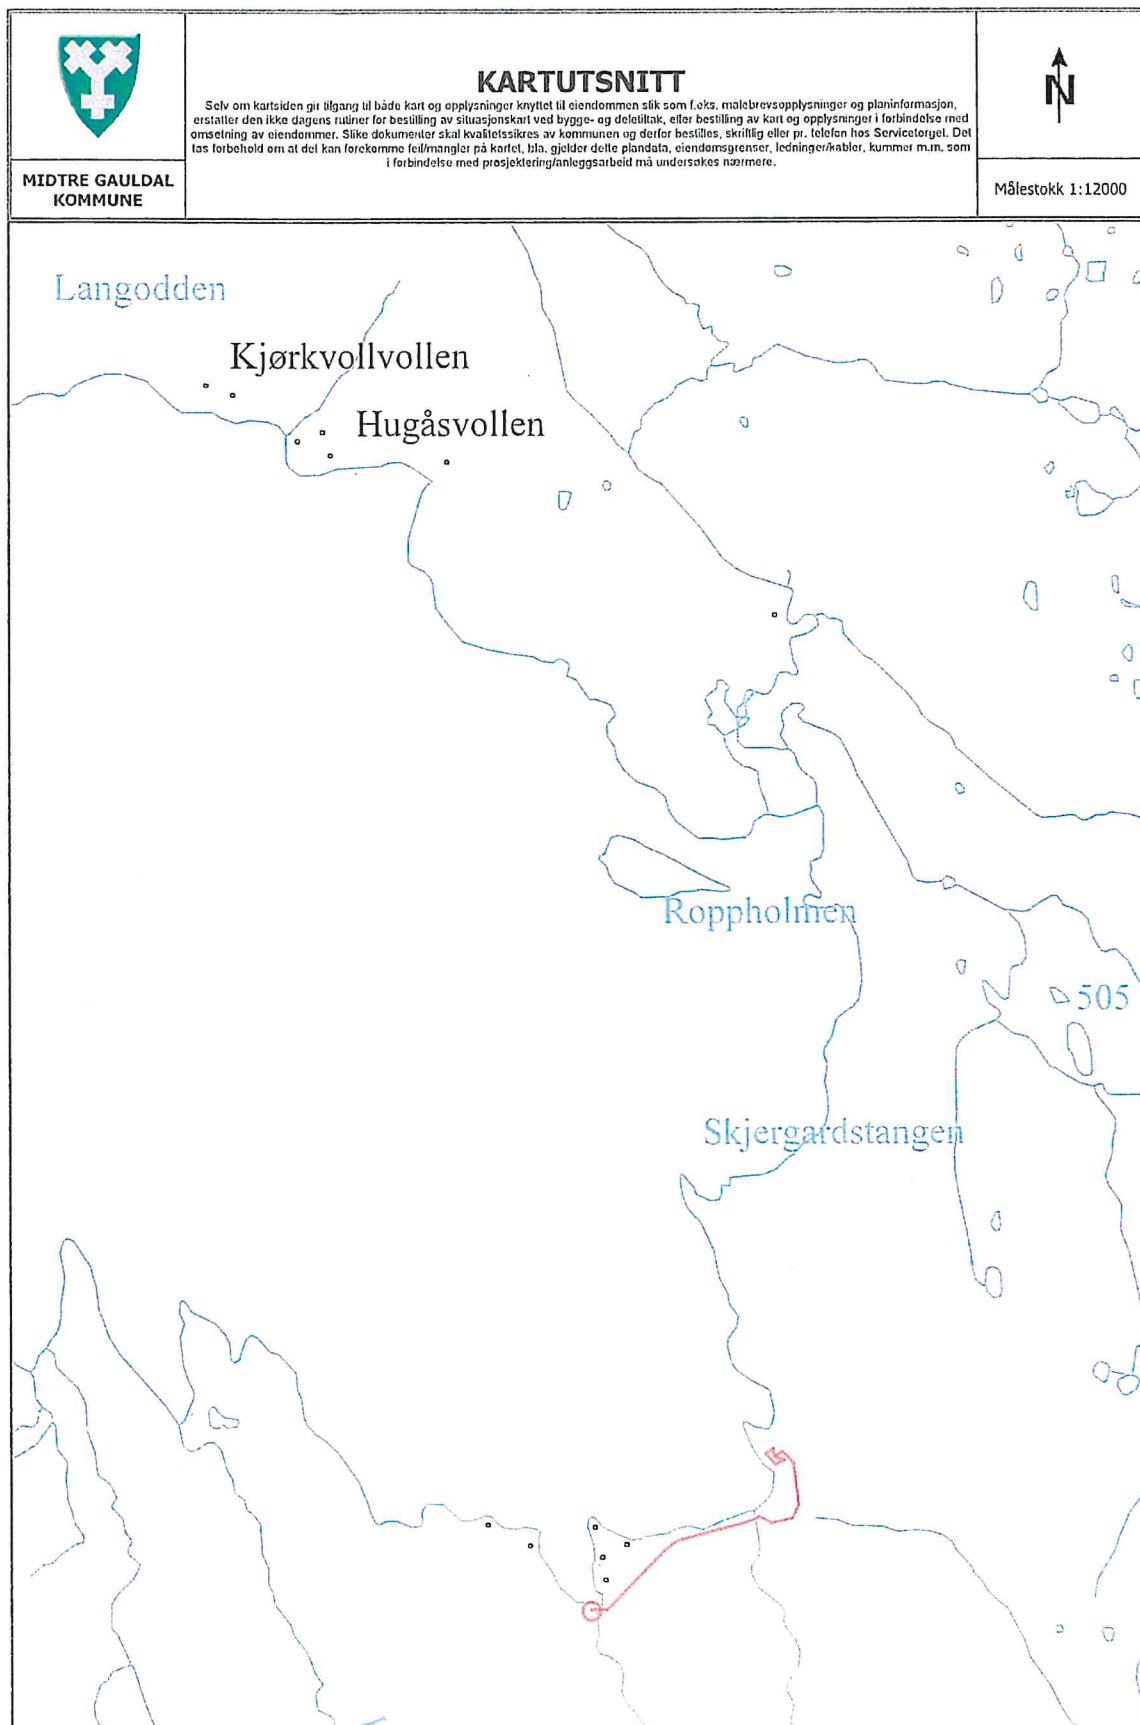 KARTUTSNITT
Selv om kartsiden gir tilgang til både kart og opplysninger knyttet til eiendommen slik som f.eks. målebrevsopplysninger og planinformasjon,
erstatter den ikke dagens rutiner for bestilling av situasjonskart ved bygge- og deletiltak, eller bestilling av kart og opplysninger i forbindelse med
omsetning av eiendommer. Slike dokumenter skal kvalitetssikres av kommunen og derfor bestilles, skriftlig eller pr. telefon hos Servicetorget. Det
tas forbehold om at det kan forekomme feil/mangler på kartet, bla. gjelder dette plandata, eiendomsgrenser, ledninger/kabler, kummer m.m. som
i forbindelse med prosjektering/anleggsarbeid må undersøkes nærmere.
MIDTRE GAULDAL
KOMMUNE
N
Målestokk 1:12000
Langodden
Kjørkvollvollen
Hugåsvollen
Roppholmen
505
Skjergardstangen